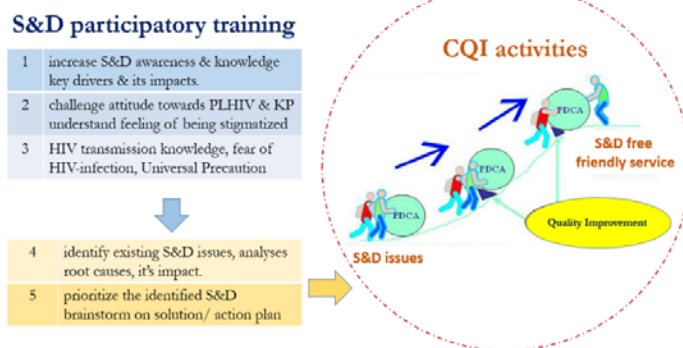 S&D participatory training
1 increase S&D awareness & knowledge
key drivers & its impacts.
2 challenge attitude towards PLHIV & KP
understand feeling of being stigmatized
3 HIV transmission knowledge, fear of
HIV-infection, Universal Precaution
4 identify existing S&D issues, analyses
root causes, it's impact.
5 prioritize the identified S&D
brainstorm on solution/ action plan
CQI activities
PDCA
S&D free
friendly service
PDCA
Quality Improvement
PDCA
S&D issues